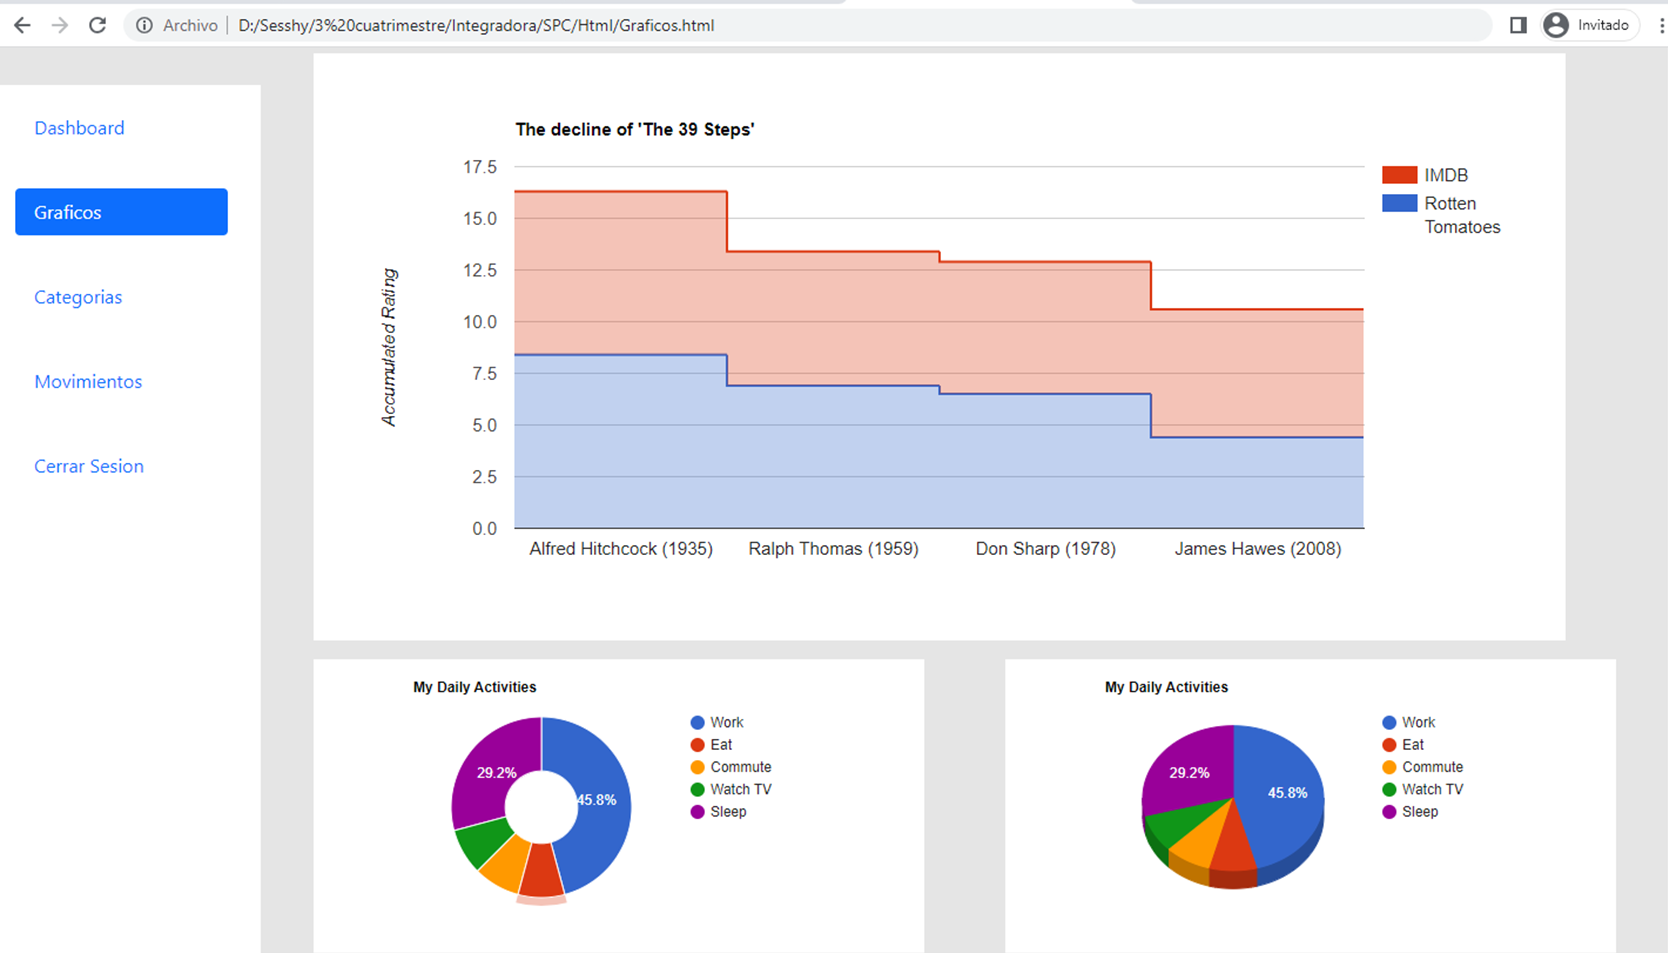 Archivo D:/Sesshy/3%20cuatrimestre/Integradora/SPC/Html/Graficos.html
Invitado
Dashboard
Graficos
Categorias
Movimientos
Cerrar Sesion
The decline of 'The 39 Steps'
Accumulated Rating
17.5
15.0
12.5
10.0
7.5
5.0
2.5
0.0
Alfred Hitchcock (1935)
Ralph Thomas (1959)
Don Sharp (1978)
James Hawes (2008)
IMDB
Rotten
Tomatoes
My Daily Activities
29.2%
45.8%
Work
Eat
Commute
Watch TV
Sleep
My Daily Activities
29.2%
45.8%
Work
Eat
Commute
Watch TV
Sleep